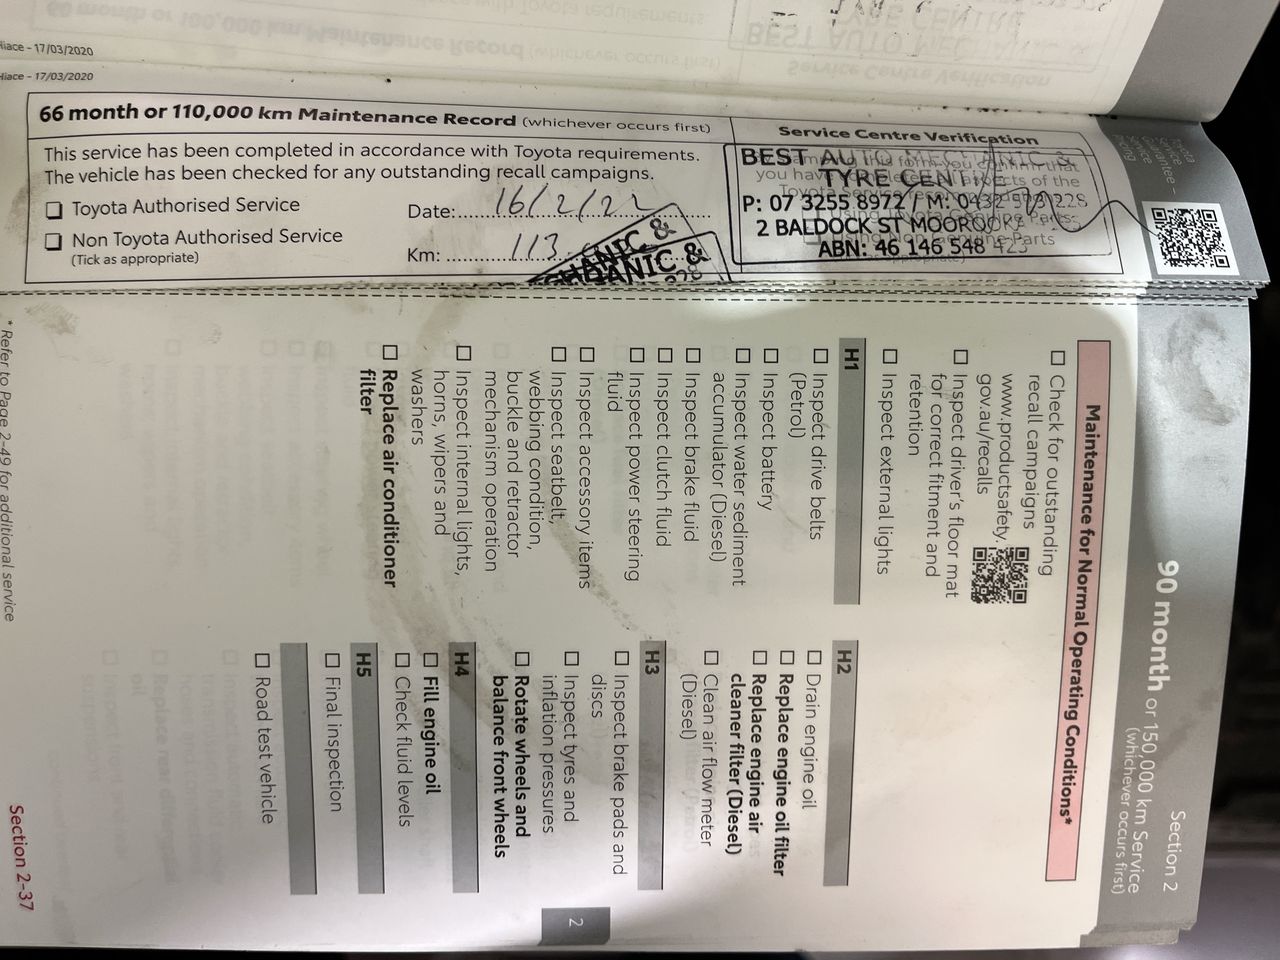 Hiace - 17/03/2020
Hiace - 17/03/2020
66 month or 110,000 km Maintenance Record (whichever occurs first)
This service has been completed in accordance with Toyota requirements.
The vehicle has been checked for any outstanding recall campaigns.
☐ Toyota Authorised Service
☐ Non Toyota Authorised Service
(Tick as appropriate)
Date: 16/2/22
Km: 113
Service Centre Verification
BEST AUTO &
TYRE CENTRE
P: 07 3255 8972 / M: 0432 228
2 BALDOCK ST MOOROOKA
ABN: 46 146 548 423
Genuine Parts
MECHANIC &
MECHANIC &
Section 2
90 month or 150,000 km Service
(whichever occurs first)
Maintenance for Normal Operating Conditions*
☐ Check for outstanding
recall campaigns
www.productsafety.
gov.au/recalls
☐ Inspect driver's floor mat
for correct fitment and
retention
☐ Inspect external lights
H1
☐ Inspect drive belts
(Petrol)
☐ Inspect battery
☐ Inspect water sediment
accumulator (Diesel)
☐ Inspect brake fluid
☐ Inspect clutch fluid
☐ Inspect power steering
fluid
☐ Inspect accessory items
☐ Inspect seatbelt,
webbing condition,
buckle and retractor
mechanism operation
☐ Inspect internal lights,
horns, wipers and
washers
☐ Replace air conditioner
filter
H2
☐ Drain engine oil
☐ Replace engine oil filter
☐ Replace engine air
cleaner filter (Diesel)
☐ Clean air flow meter
(Diesel)
H3
☐ Inspect brake pads and
discs
☐ Inspect tyres and
inflation pressures
☐ Rotate wheels and
balance front wheels
H4
☐ Fill engine oil
☐ Check fluid levels
H5
☐ Final inspection
☐ Road test vehicle
2
* Refer to Page 2-49 for additional service
Section 2-37